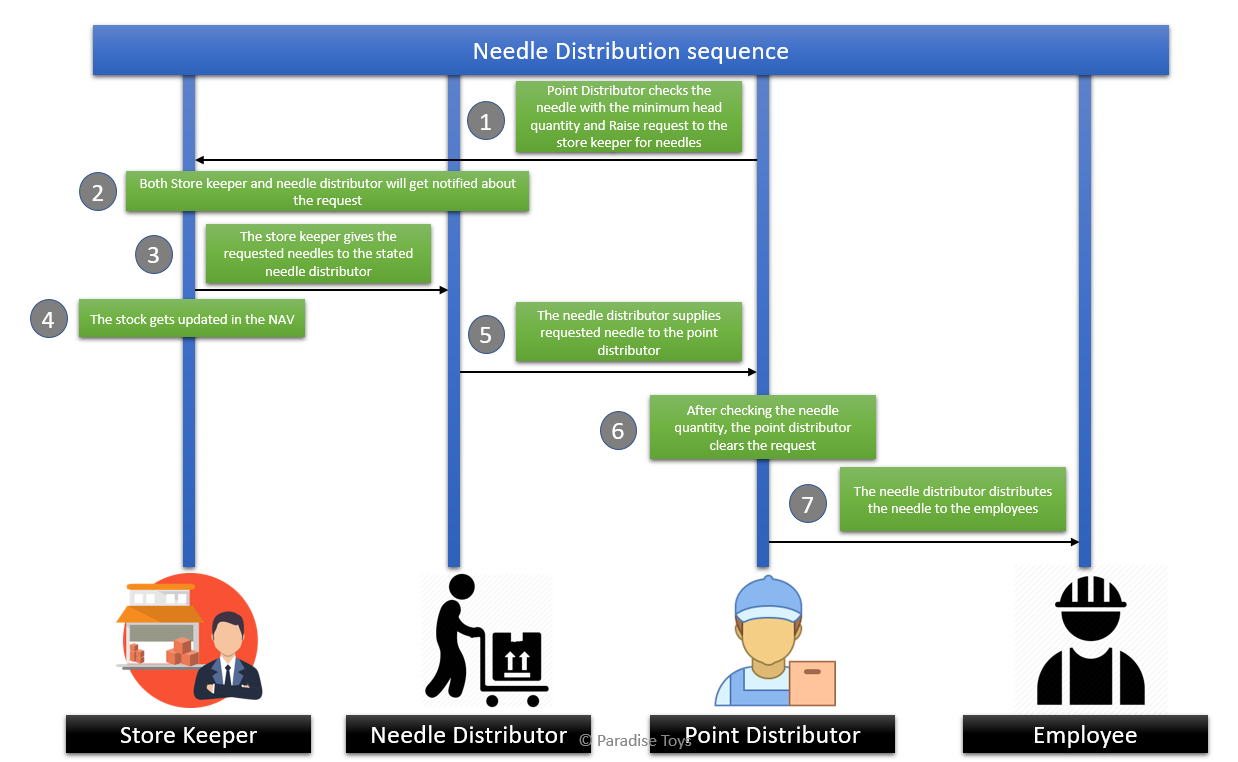 Needle Distribution sequence
1
Point Distributor checks the
needle with the minimum head
quantity and Raise request to the
store keeper for needles
2
Both Store keeper and needle distributor will get notified about
the request
3
The store keeper gives the
requested needles to the stated
needle distributor
4
The stock gets updated in the NAV
5
The needle distributor supplies
requested needle to the point
distributor
6
After checking the needle
quantity, the point distributor
clears the request
7
The needle distributor distributes
the needle to the employees
Store Keeper
Needle Distributor
Point Distributor
Employee
© Paradise Toys